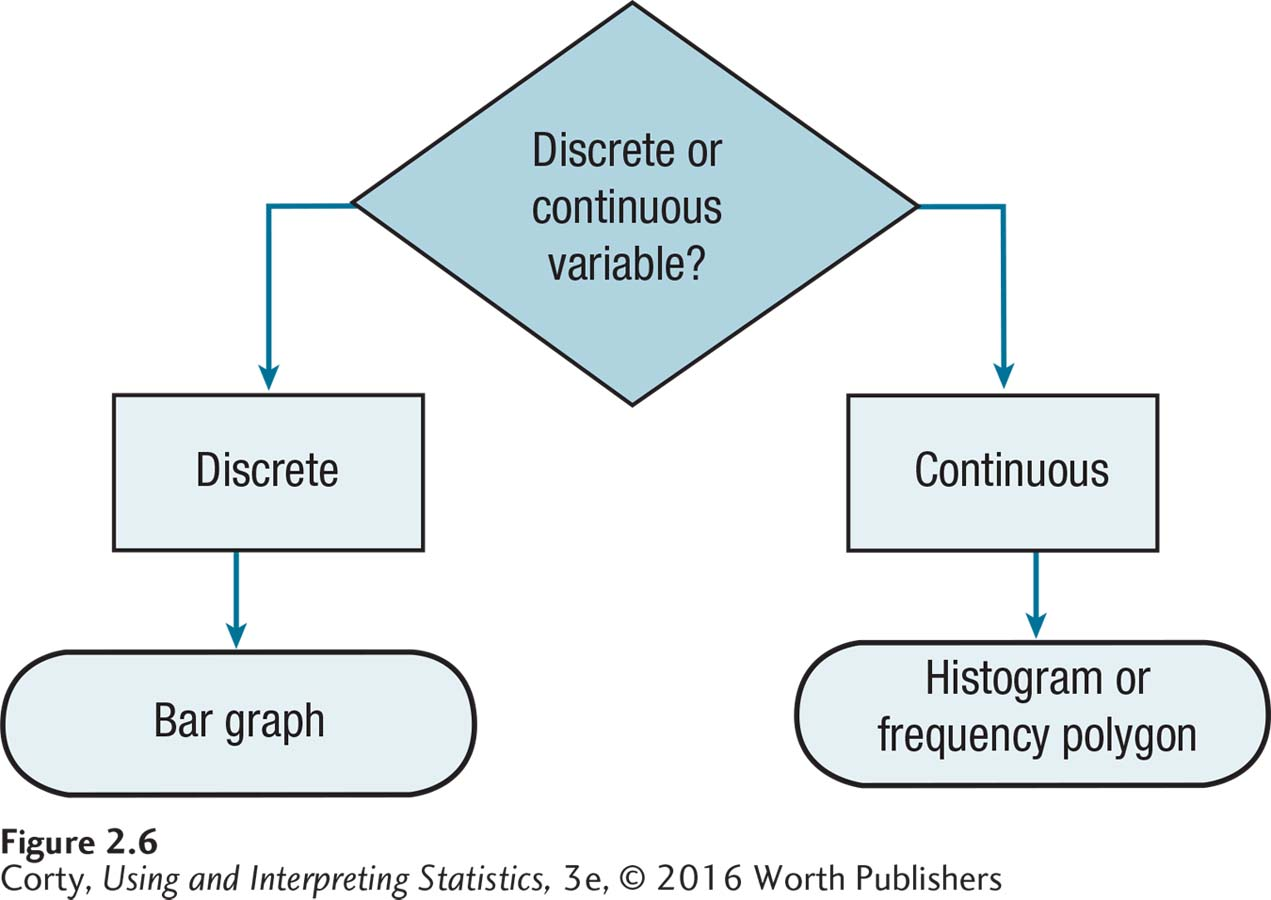 Discrete or
continuous
variable?
Discrete
Continuous
Bar graph
Histogram or
frequency polygon
Figure 2.6
Corty, Using and Interpreting Statistics, 3e, © 2016 Worth Publishers